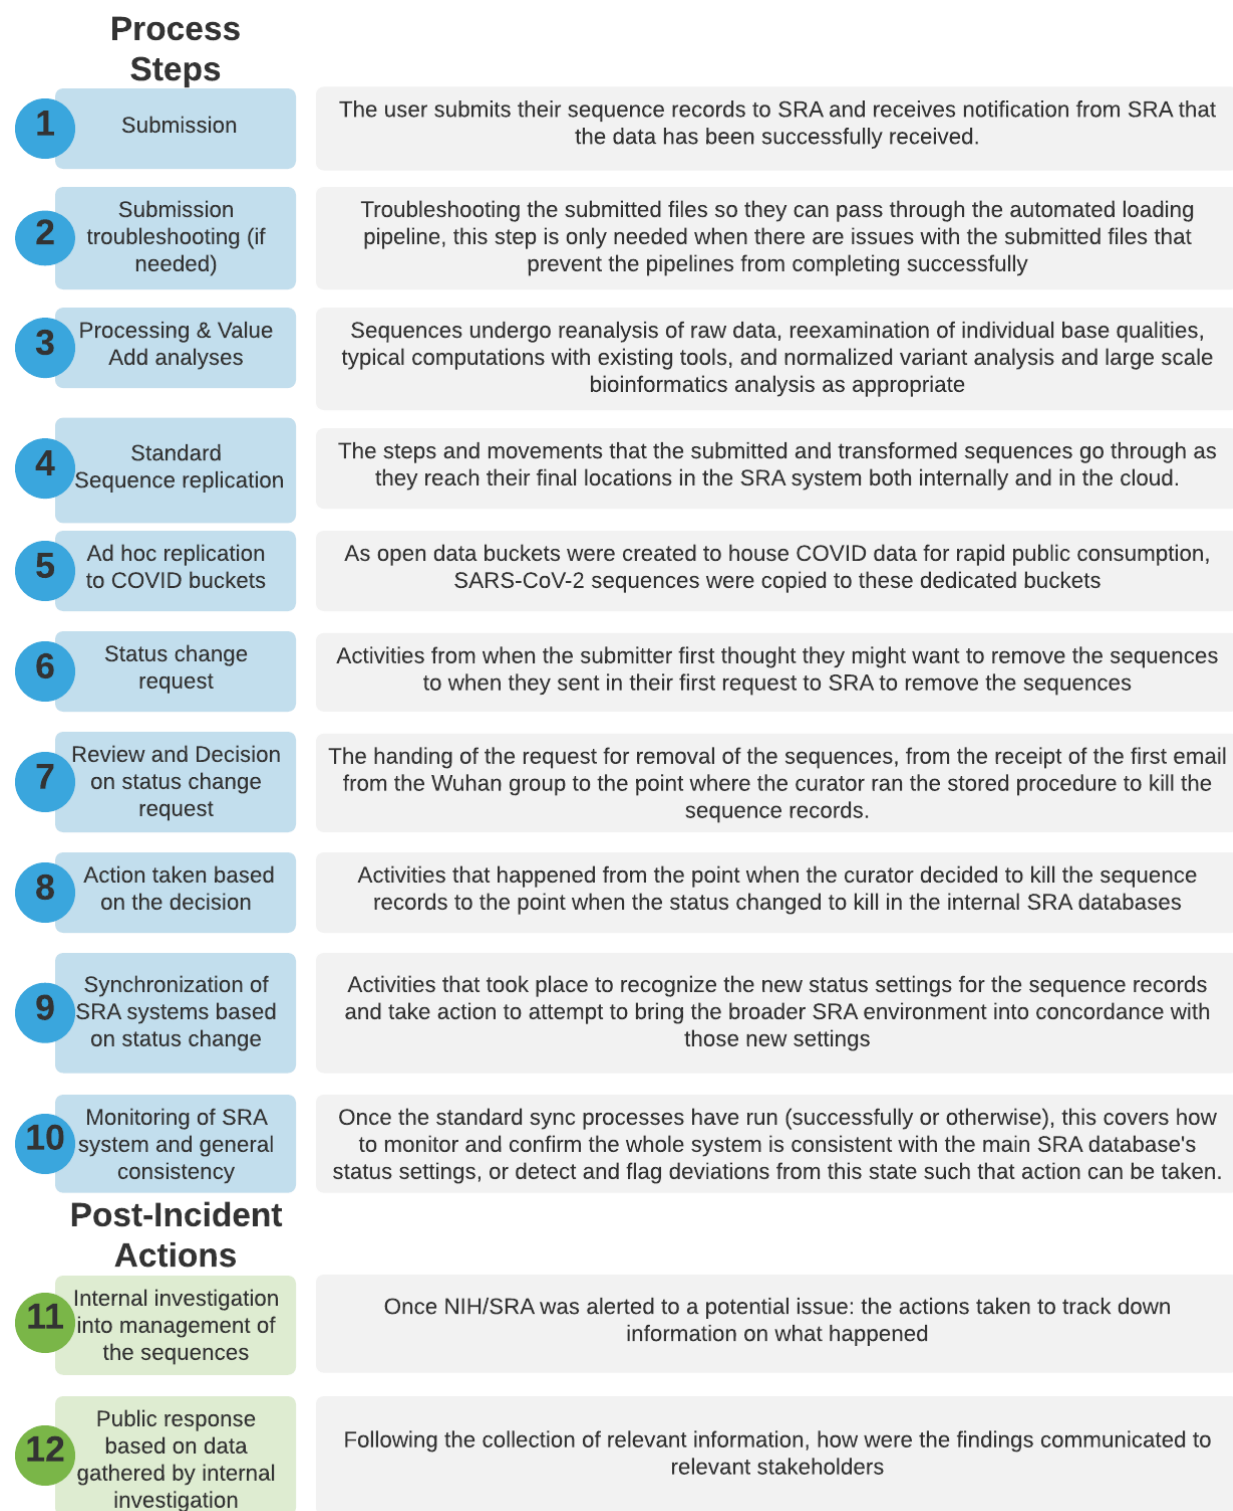 Process
Steps
1
Submission
The user submits their sequence records to SRA and receives notification from SRA that
the data has been successfully received.
2
Submission
troubleshooting (if
needed)
Troubleshooting the submitted files so they can pass through the automated loading
pipeline, this step is only needed when there are issues with the submitted files that
prevent the pipelines from completing successfully
3
Processing & Value
Add analyses
Sequences undergo reanalysis of raw data, reexamination of individual base qualities,
typical computations with existing tools, and normalized variant analysis and large scale
bioinformatics analysis as appropriate
4
Standard
Sequence replication
The steps and movements that the submitted and transformed sequences go through as
they reach their final locations in the SRA system both internally and in the cloud.
5
Ad hoc replication
to COVID buckets
As open data buckets were created to house COVID data for rapid public consumption,
SARS-CoV-2 sequences were copied to these dedicated buckets
6
Status change
request
Activities from when the submitter first thought they might want to remove the sequences
to when they sent in their first request to SRA to remove the sequences
7
Review and Decision
on status change
request
The handing of the request for removal of the sequences, from the receipt of the first email
from the Wuhan group to the point where the curator ran the stored procedure to kill the
sequence records.
8
Action taken based
on the decision
Activities that happened from the point when the curator decided to kill the sequence
records to the point when the status changed to kill in the internal SRA databases
9
Synchronization of
SRA systems based
on status change
Activities that took place to recognize the new status settings for the sequence records
and take action to attempt to bring the broader SRA environment into concordance with
those new settings
10
Monitoring of SRA
system and general
consistency
Once the standard sync processes have run (successfully or otherwise), this covers how
to monitor and confirm the whole system is consistent with the main SRA database's
status settings, or detect and flag deviations from this state such that action can be taken.
Post-Incident
Actions
11
Internal investigation
into management of
the sequences
Once NIH/SRA was alerted to a potential issue: the actions taken to track down
information on what happened
12
Public response
based on data
gathered by internal
investigation
Following the collection of relevant information, how were the findings communicated to
relevant stakeholders